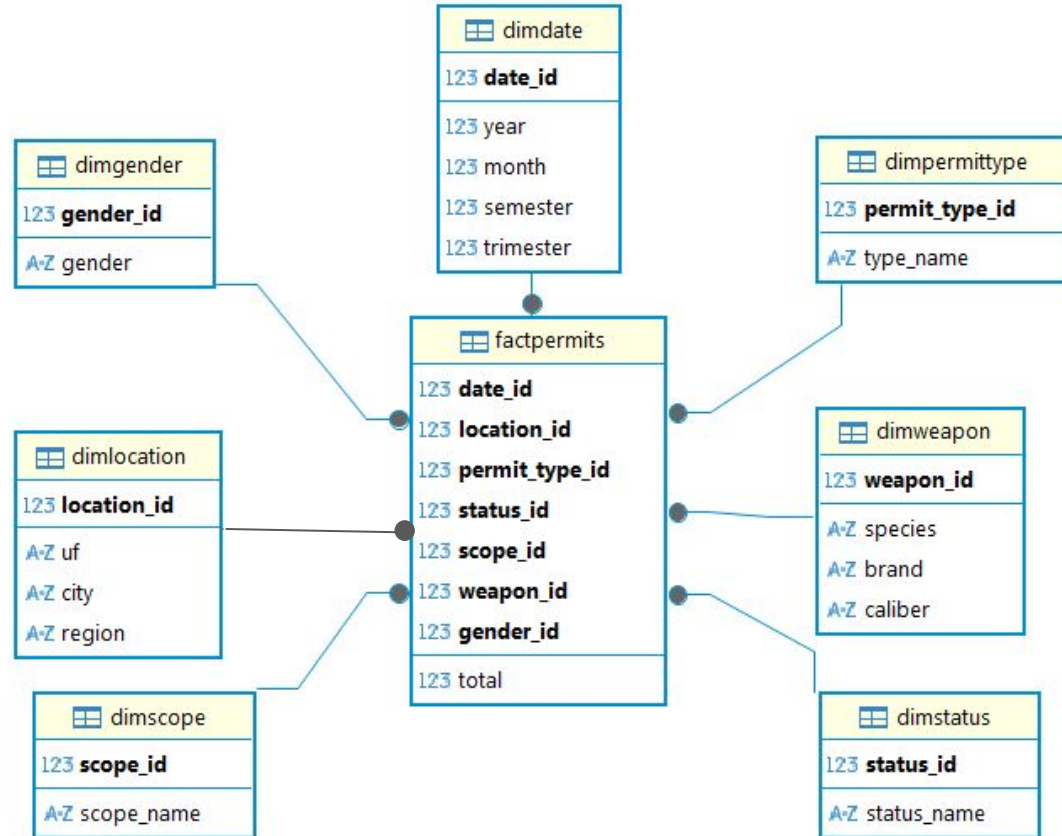 dimdate
123 date_id
123 year
123 month
123 semester
123 trimester
dimgender
123 gender_id
A-Z gender
dimpermittype
123 permit_type_id
A-Z type_name
factpermits
123 date_id
123 location_id
123 permit_type_id
123 status_id
123 scope_id
123 weapon_id
123 gender_id
123 total
dimlocation
123 location_id
A-Z uf
A-Z city
A-Z region
dimweapon
123 weapon_id
A-Z species
A-Z brand
A-Z caliber
dimscope
123 scope_id
A-Z scope_name
dimstatus
123 status_id
A-Z status_name